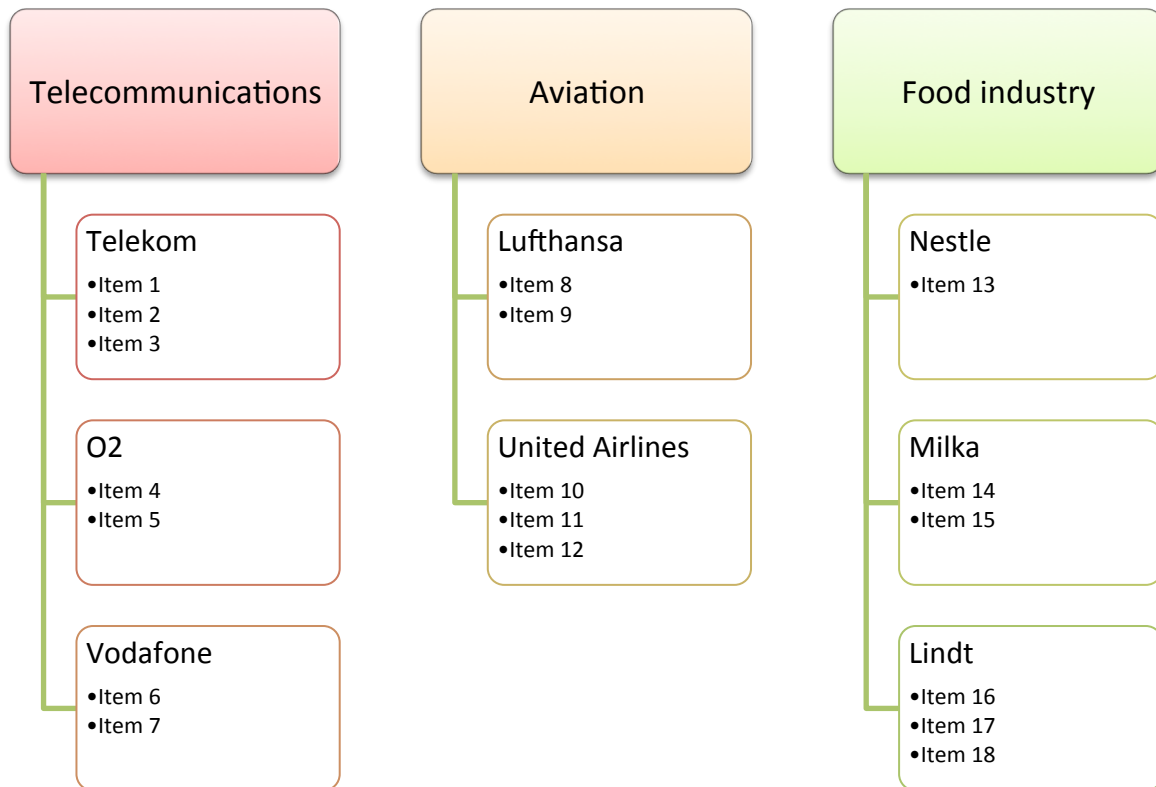 Telecommunications
Telekom
•Item 1
•Item 2
•Item 3
O2
•Item 4
•Item 5
Vodafone
•Item 6
•Item 7
Aviation
Lufthansa
•Item 8
•Item 9
United Airlines
•Item 10
•Item 11
•Item 12
Food industry
Nestle
•Item 13
Milka
•Item 14
•Item 15
Lindt
•Item 16
•Item 17
•Item 18